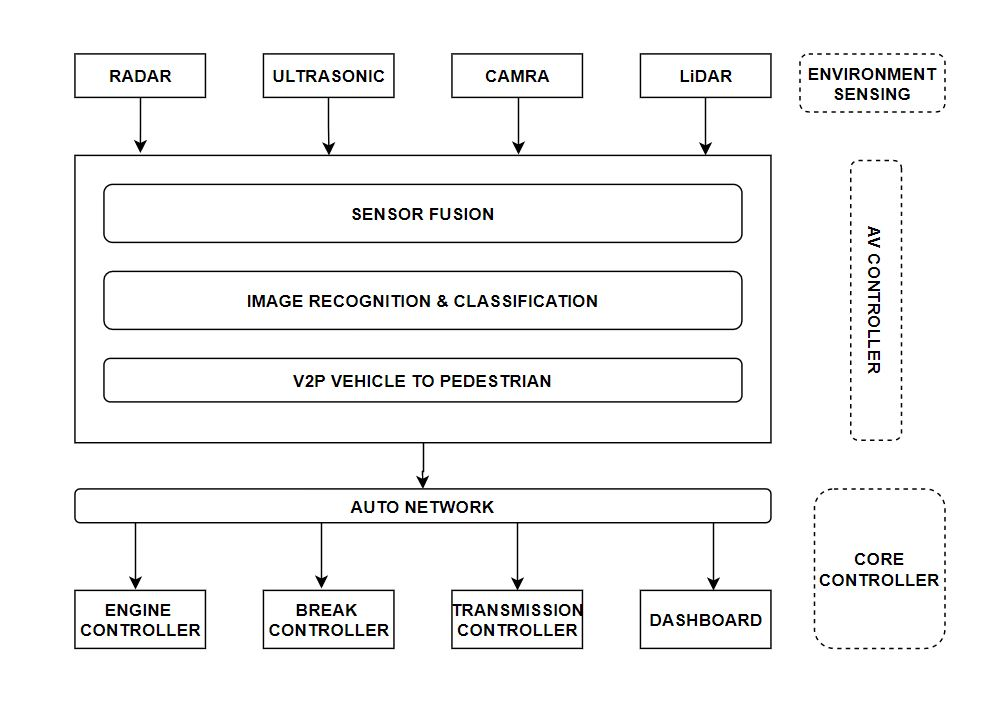 RADAR
ULTRASONIC
CAMRA
LiDAR
ENVIRONMENT
SENSING
SENSOR FUSION
IMAGE RECOGNITION & CLASSIFICATION
V2P VEHICLE TO PEDESTRIAN
AV CONTROLLER
AUTO NETWORK
ENGINE
CONTROLLER
BREAK
CONTROLLER
TRANSMISSION
CONTROLLER
DASHBOARD
CORE
CONTROLLER